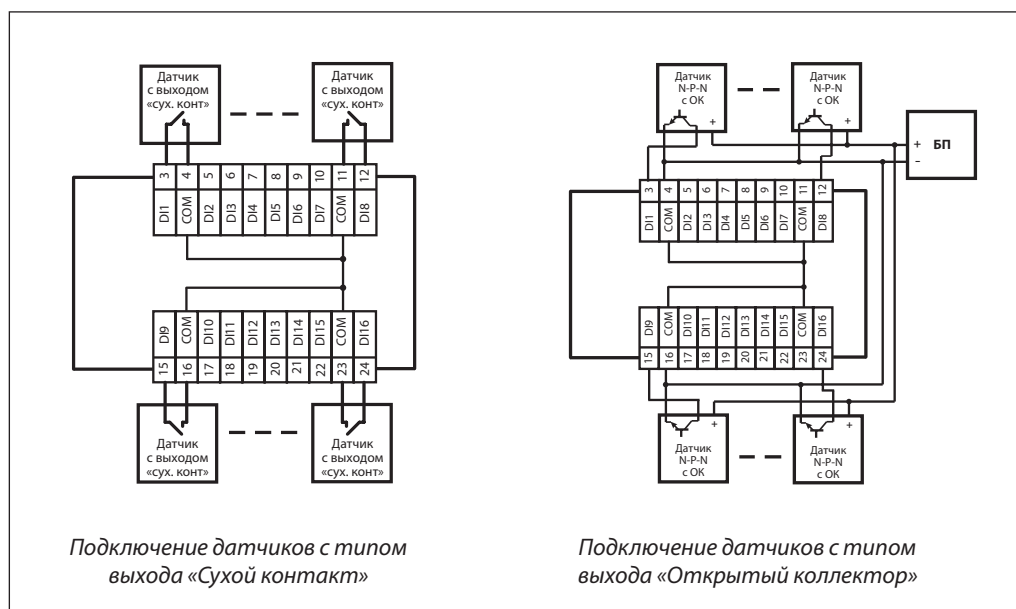 Датчик
с выходом
«сух. конт»
Датчик
с выходом
«сух. конт»
3 4 5 6 7 8 9 10 11 12
DI1 COM DI2 DI3 DI4 DI5 DI6 DI7 COM DI8
DI9 COM DI10 DI11 DI12 DI13 DI14 DI15 COM DI16
15 16 17 18 19 20 21 22 23 24
Датчик
с выходом
«сух. конт»
Датчик
с выходом
«сух. конт»
Подключение датчиков с типом
выхода «Сухой контакт»
Датчик
N-P-N
с ОК
+
Датчик
N-P-N
с ОК
+
+ БП
–
3 4 5 6 7 8 9 10 11 12
DI1 COM DI2 DI3 DI4 DI5 DI6 DI7 COM DI8
DI9 COM DI10 DI11 DI12 DI13 DI14 DI15 COM DI16
15 16 17 18 19 20 21 22 23 24
+
Датчик
N-P-N
с ОК
+
Датчик
N-P-N
с ОК
Подключение датчиков с типом
выхода «Открытый коллектор»